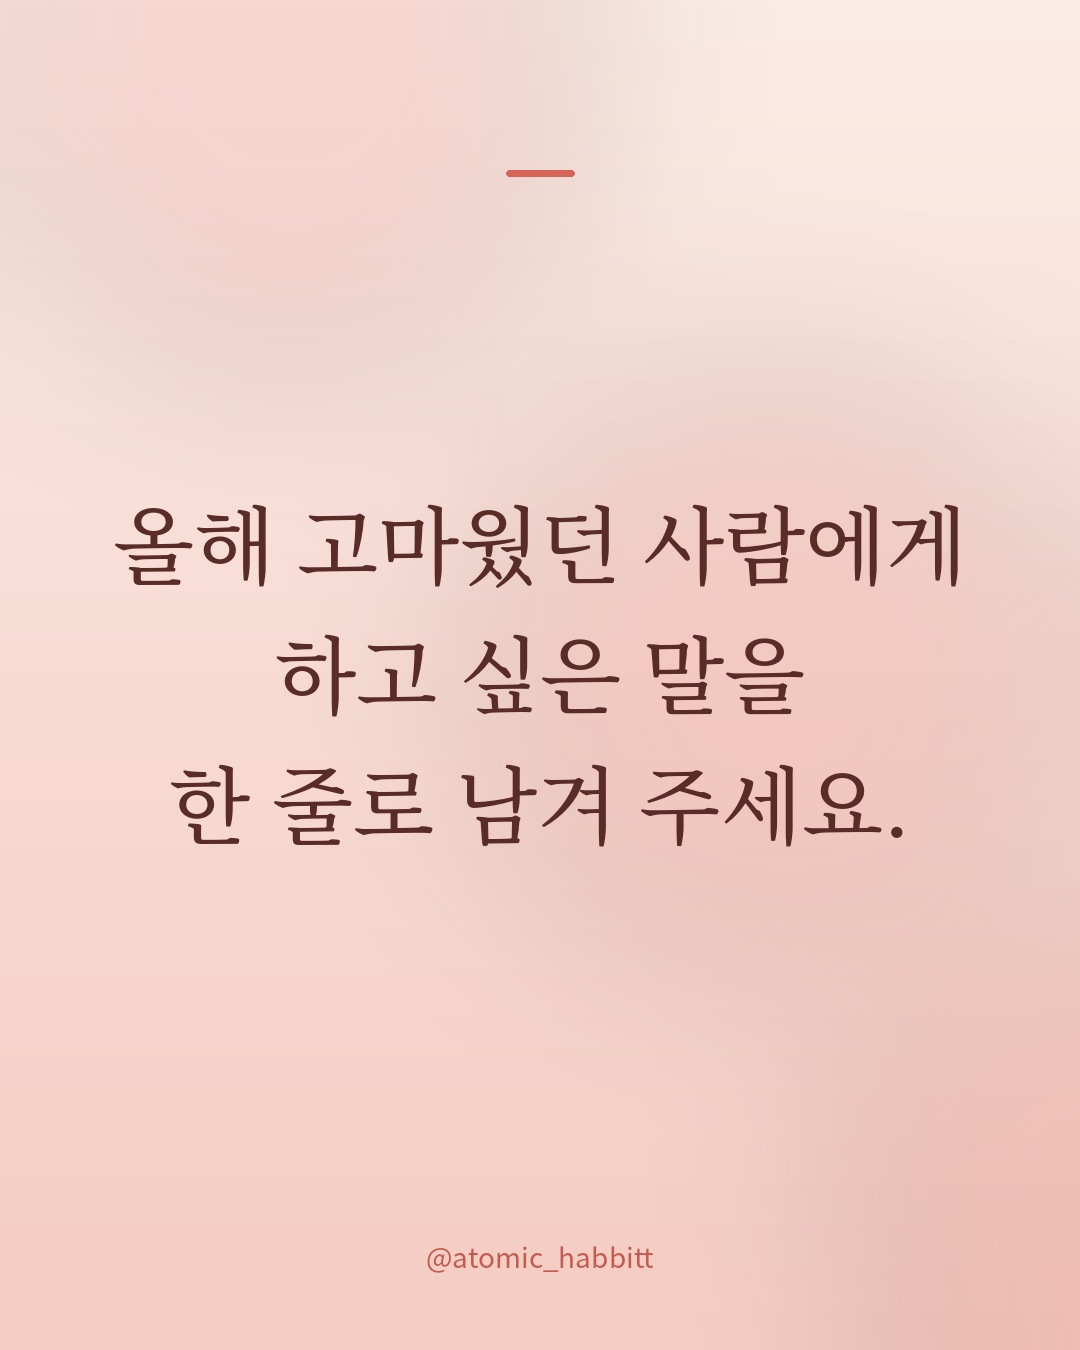 올해 고마웠던 사람에게
하고 싶은 말을
한 줄로 남겨 주세요.
@atomic_habbitt